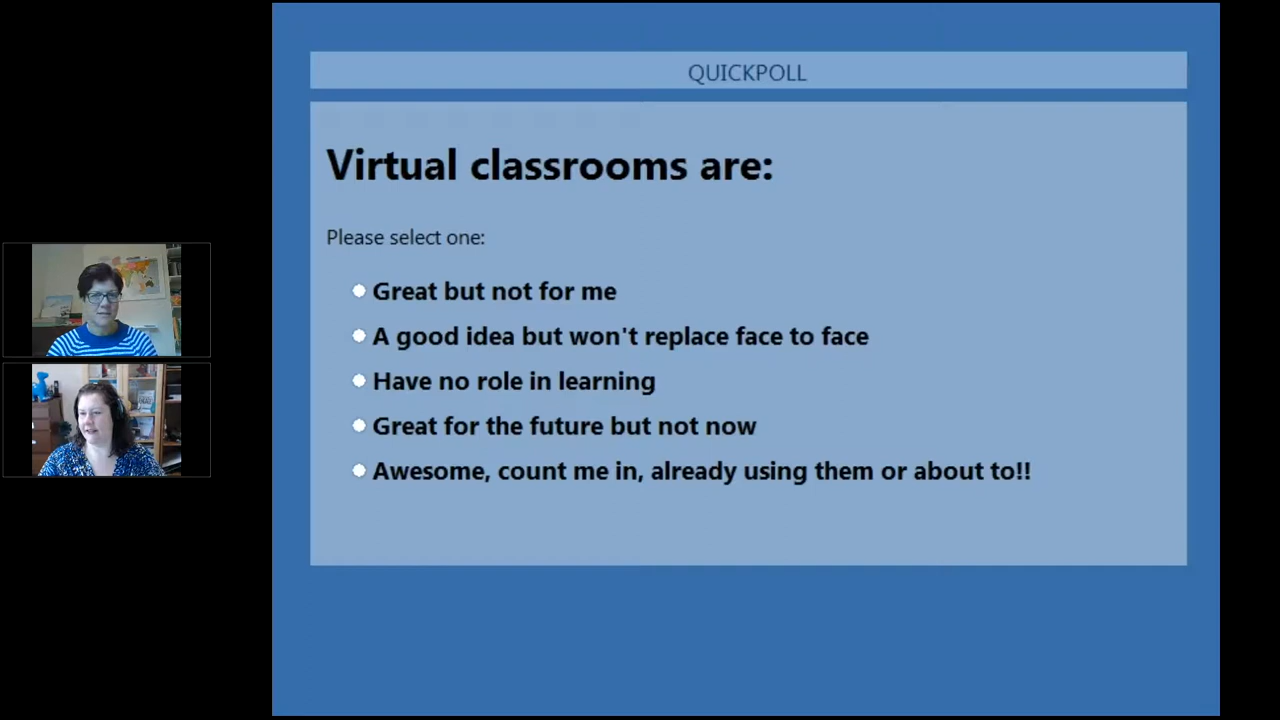 QUICKPOLL
Virtual classrooms are:
Please select one:
Great but not for me
A good idea but won't replace face to face
Have no role in learning
Great for the future but not now
Awesome, count me in, already using them or about to!!